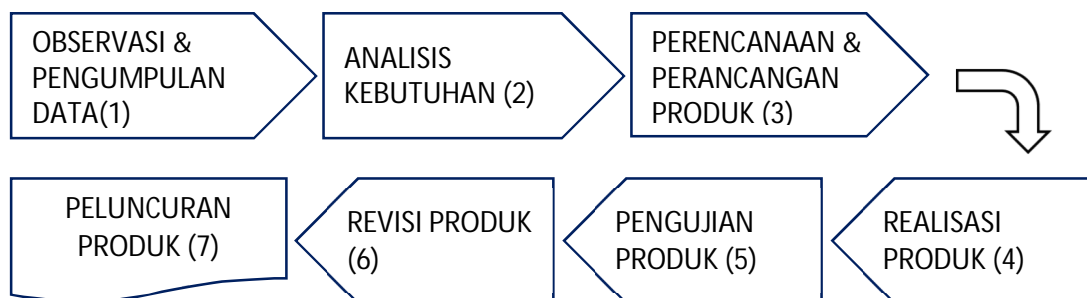 OBSERVASI &
PENGUMPULAN
DATA(1)
ANALISIS
KEBUTUHAN (2)
PERENCANAAN &
PERANCANGAN
PRODUK (3)
REALISASI
PRODUK (4)
PENGUJIAN
PRODUK (5)
REVISI PRODUK
(6)
PELUNCURAN
PRODUK (7)